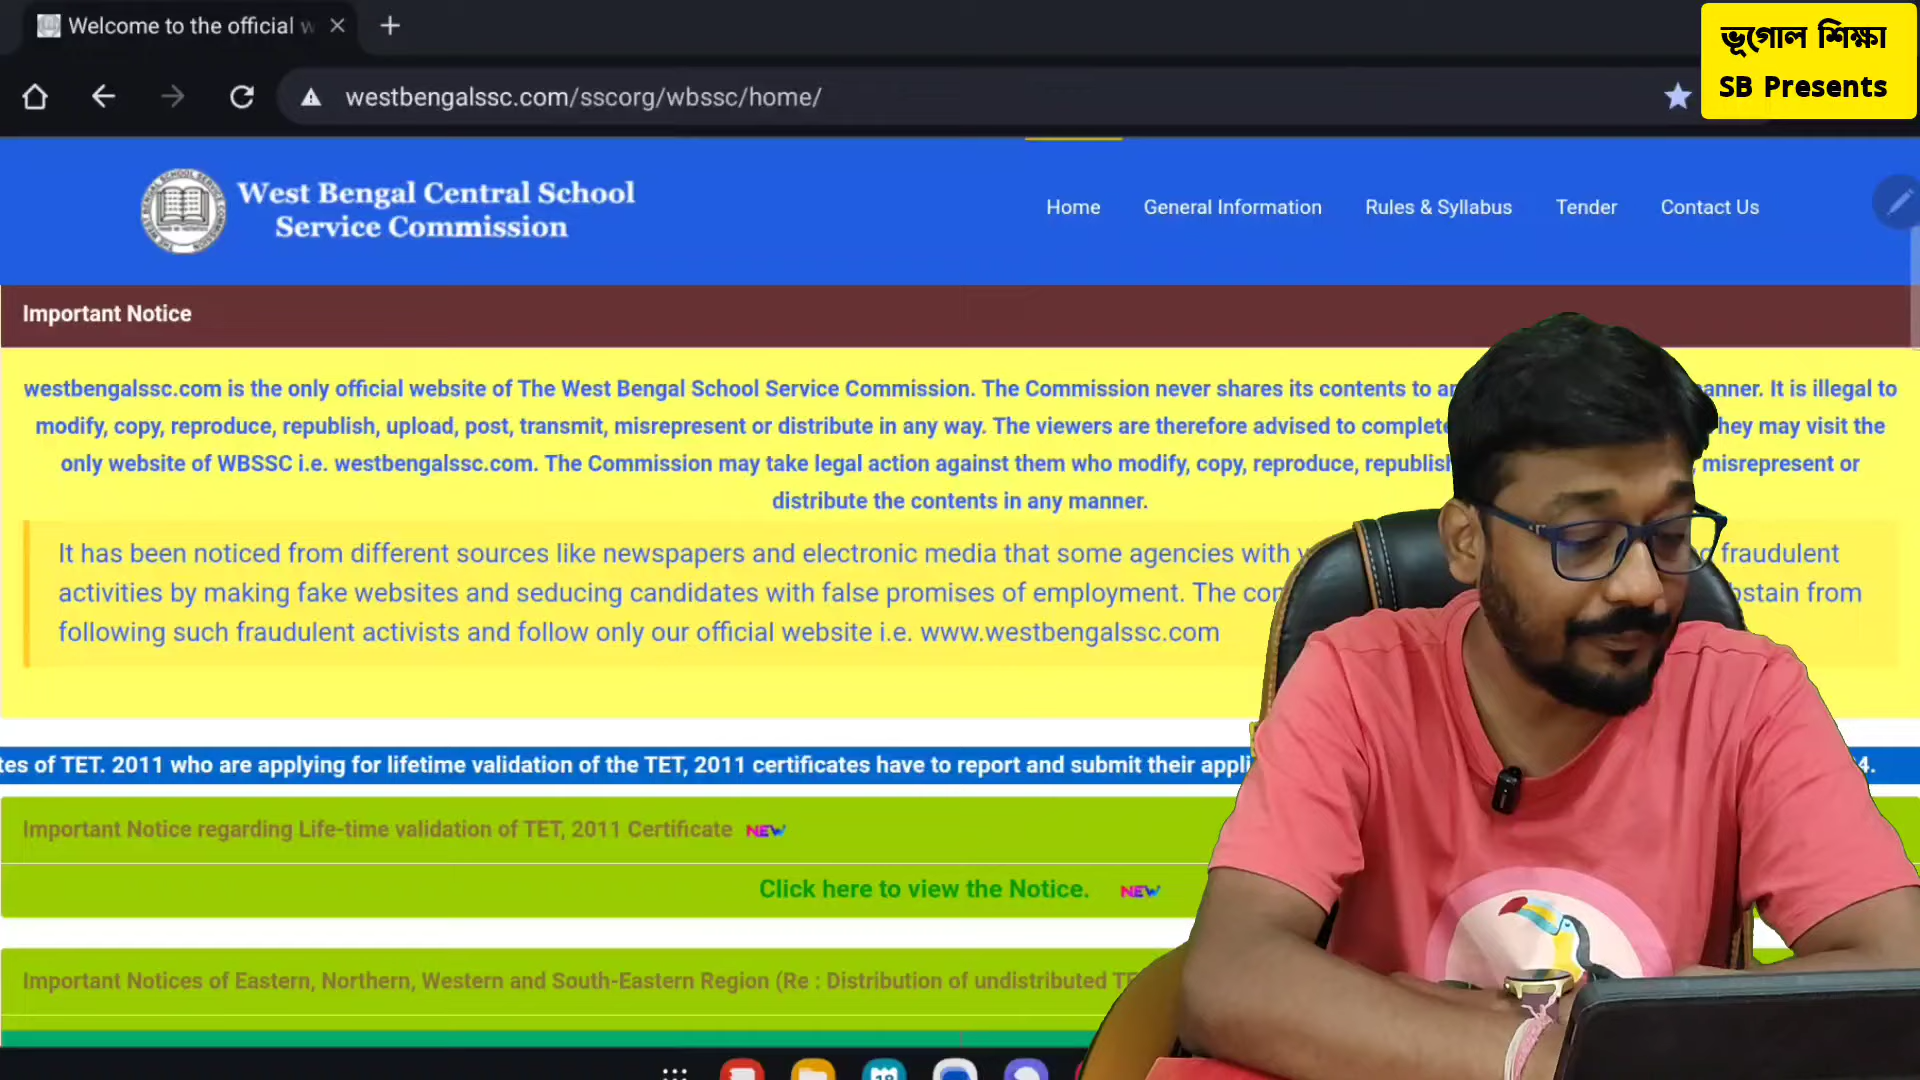 Welcome to the official w
ভূগোল শিক্ষা
SB Presents
westbengalssc.com/sscorg/wbssc/home/
West Bengal Central School
Service Commission
Home General Information Rules & Syllabus Tender Contact Us
Important Notice
westbengalssc.com is the only official website of The West Bengal School Service Commission. The Commission never shares its contents to anner. It is illegal to
modify, copy, reproduce, republish, upload, post, transmit, misrepresent or distribute in any way. The viewers are therefore advised to hey may visit the
only website of WBSSC i.e. westbengalssc.com. The Commission may take legal action against them who modify, copy, reproduce, misrepresent or
distribute the contents in any manner.
It has been noticed from different sources like newspapers and electronic media that some agencies with fraudulent
activities by making fake websites and seducing candidates with false promises of employment. The from
following such fraudulent activists and follow only our official website i.e. www.westbengalssc.com
tes of TET. 2011 who are applying for lifetime validation of the TET, 2011 certificates have to report and submit their 4.
Important Notice regarding Life-time validation of TET, 2011 Certificate NEW
Click here to view the Notice. NEW
Important Notices of Eastern, Northern, Western and South-Eastern Region (Re : Distribution of undistributed